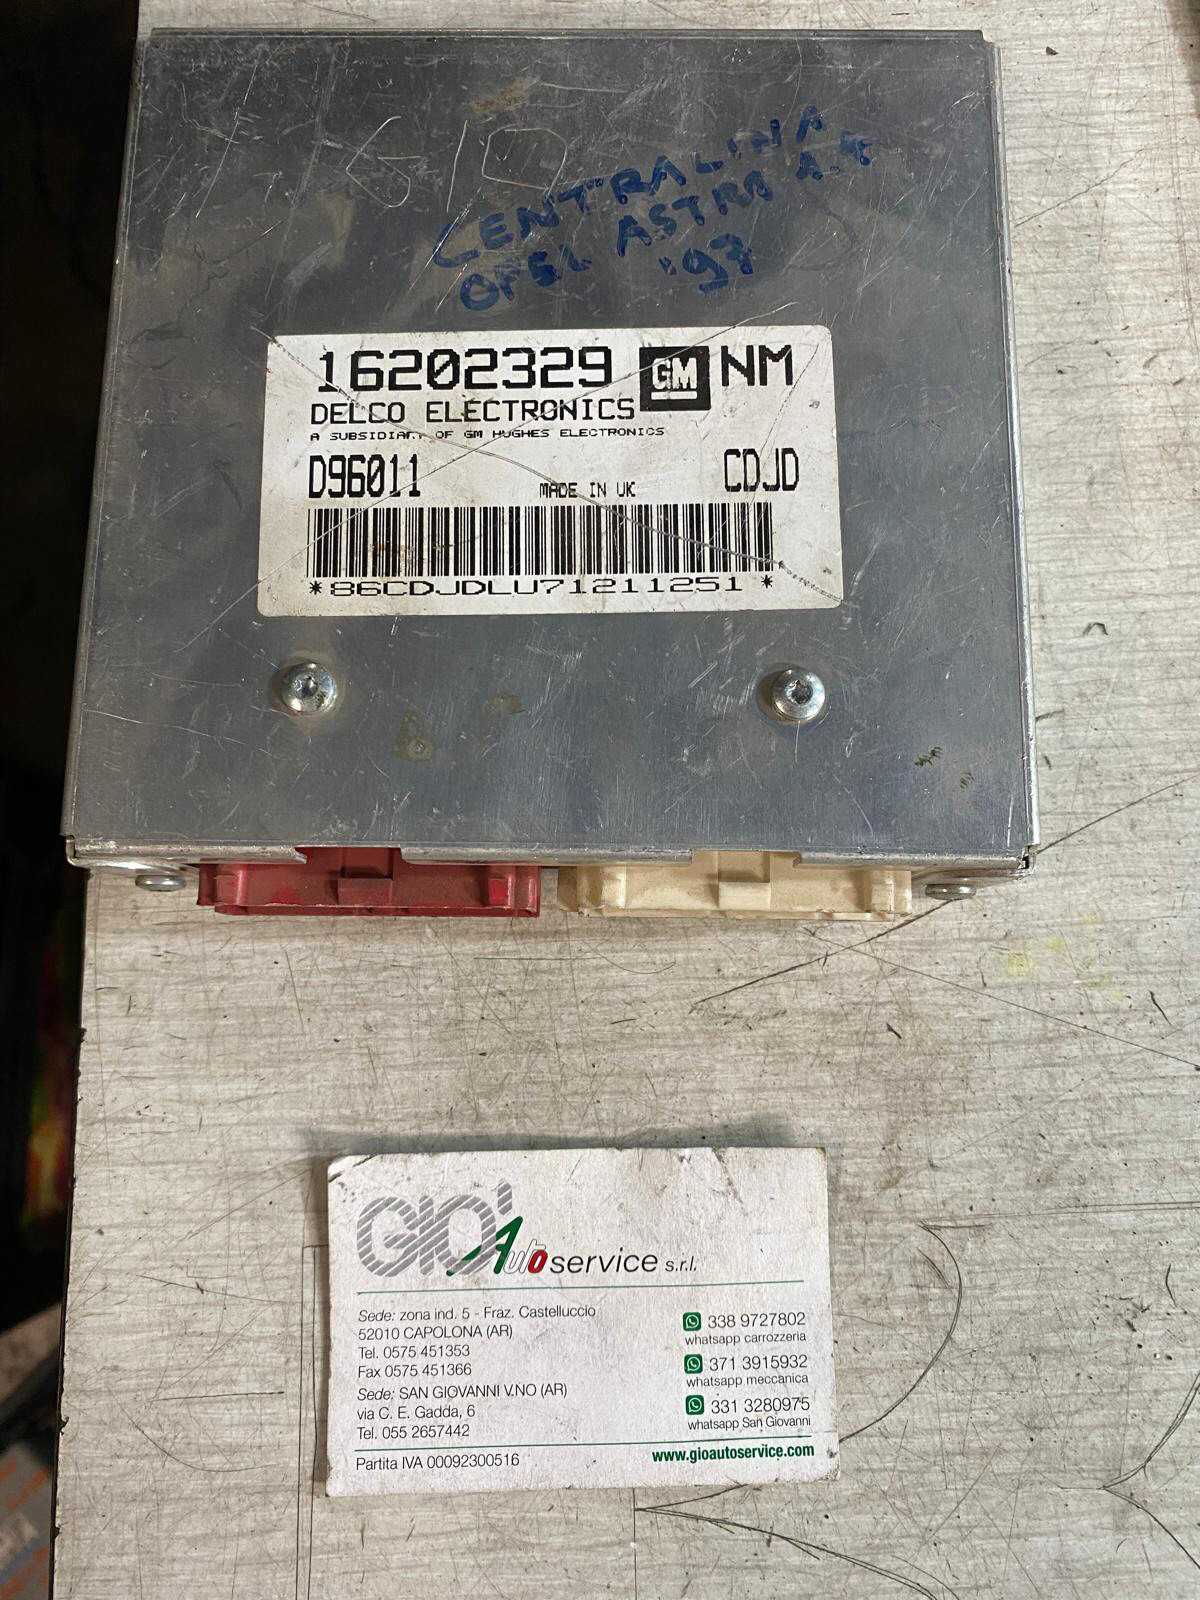 GIO
CENTRALINA
OPEL ASTRA 1.4
'97
16202329 GM NM
DELCO ELECTRONICS
A SUBSIDIARY OF GM HUGHES ELECTRONICS
D96011 MADE IN UK CDJD
*86CDJDLU71211251*
GIO' Autoservice s.r.l.
Sede: zona ind. 5 - Fraz. Castelluccio
52010 CAPOLONA (AR)
Tel. 0575 451353
Fax 0575 451366
Sede: SAN GIOVANNI V.NO (AR)
via C. E. Gadda, 6
Tel. 055 2657442
338 9727802
whatsapp carrozzeria
371 3915932
whatsapp meccanica
331 3280975
whatsapp San Giovanni
Partita IVA 00092300516
www.gioautoservice.com